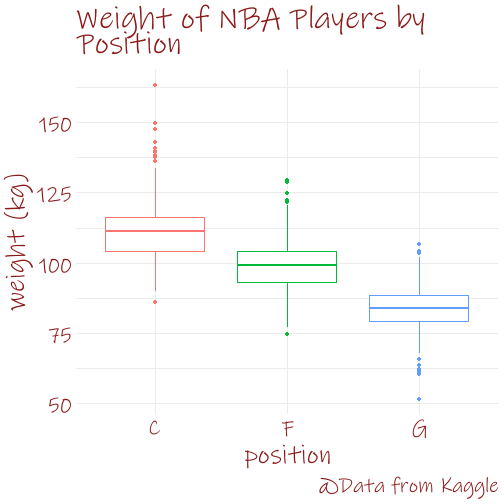 Weight of NBA Players by
Position
weight (kg)
150
125
100
75
50
C
F
G
position
@Data from Kaggle